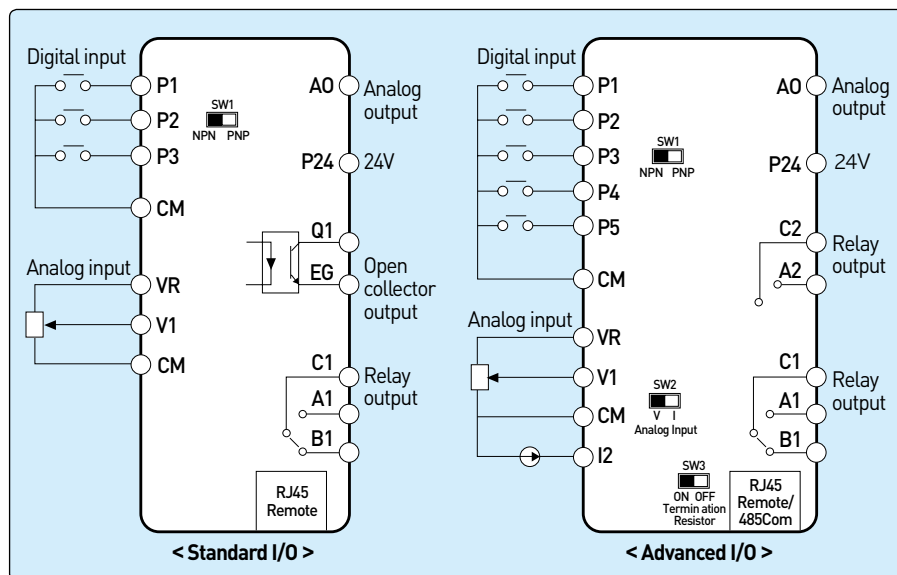 Digital input
P1
P2
P3
CM
SW1
NPN PNP
AO
Analog
output
P24
24V
Q1
EG
Open
collector
output
Analog input
VR
V1
CM
C1
A1
B1
Relay
output
RJ45
Remote
< Standard I/O >
Digital input
P1
P2
P3
P4
P5
CM
SW1
NPN PNP
AO
Analog
output
P24
24V
C2
A2
Relay
output
Analog input
VR
V1
CM
I2
SW2
V I
Analog Input
C1
A1
B1
Relay
output
SW3
ON OFF
Termin ation
Resistor
RJ45
Remote/
485Com
< Advanced I/O >